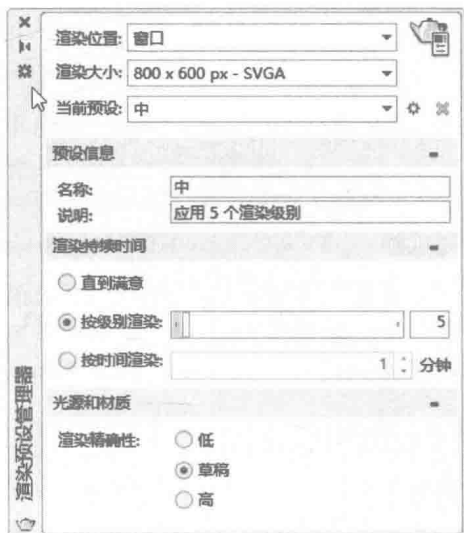 渲染位置: 窗口
渲染大小: 800 x 600 px - SVGA
当前预设: 中
预设信息
名称: 中
说明: 应用 5 个渲染级别
渲染持续时间
直到满意
按级别渲染: 5
按时间渲染: 1 分钟
光源和材质
渲染精确性: 低
草稿
高
渲染预设管理器